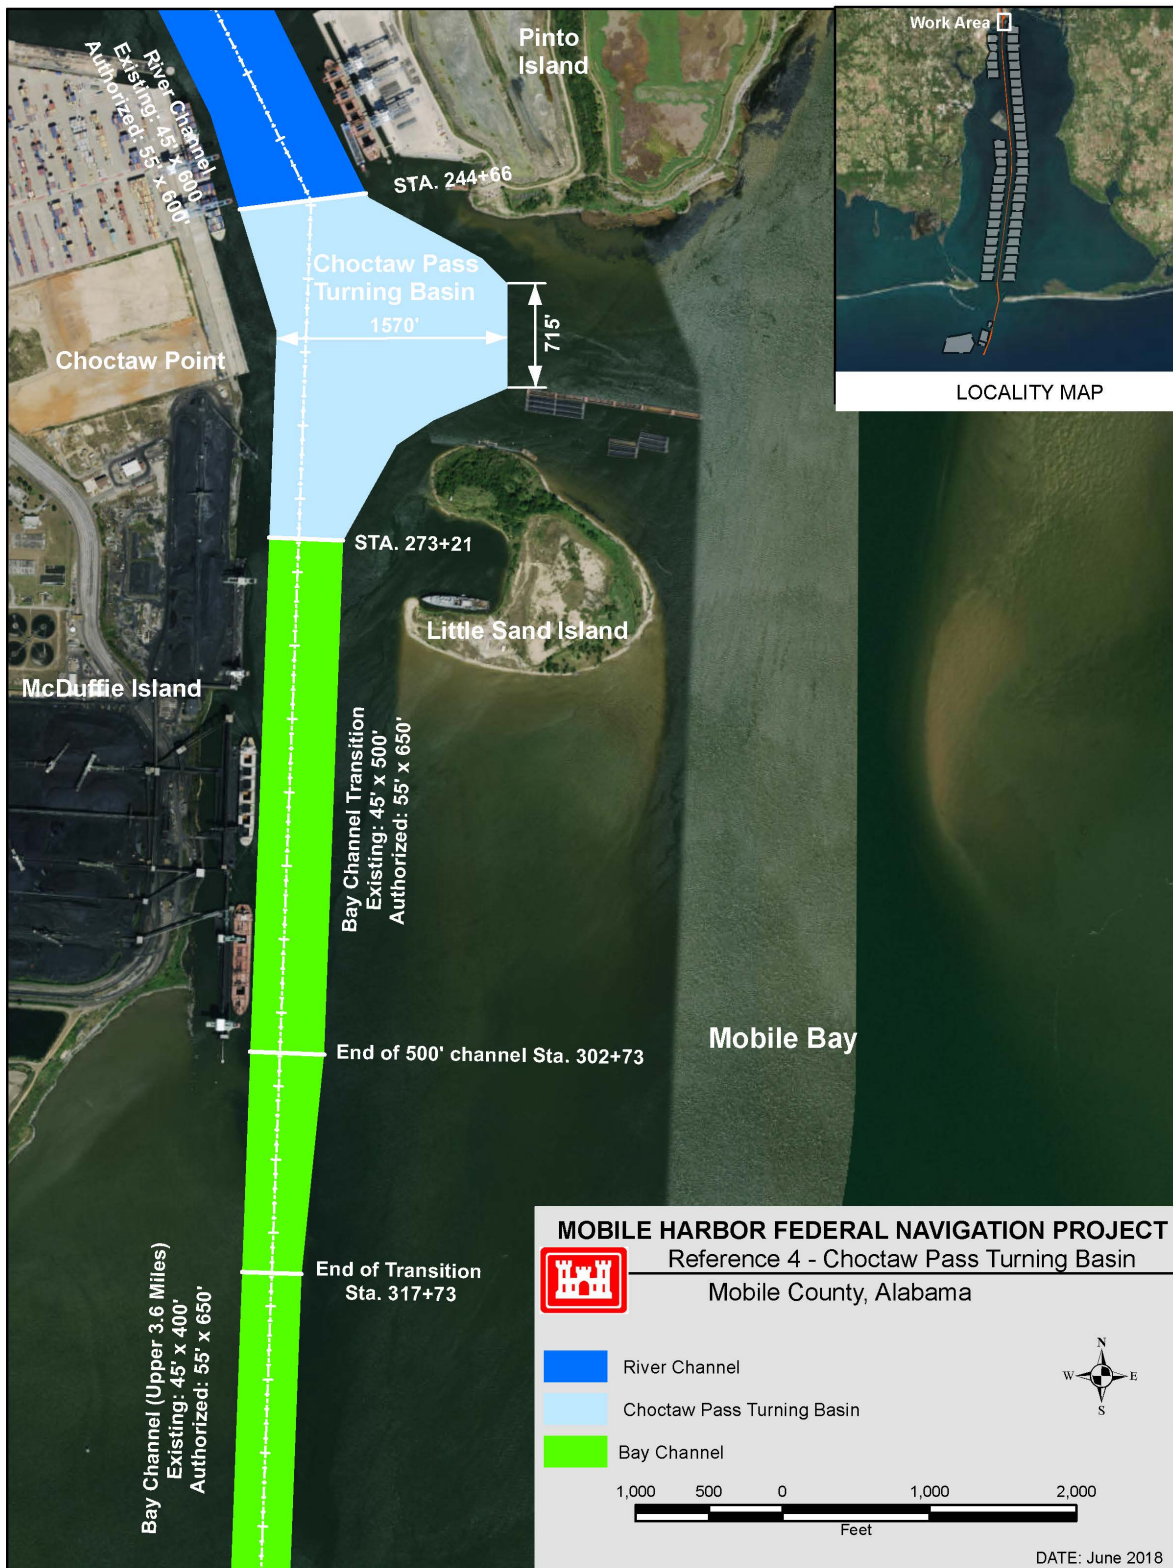 Pinto
Island
Work Area
River Channel
Existing: 45' x 600'
Authorized: 55' x 600'
STA. 244+66
Choctaw Pass
Turning Basin
1570'
715'
Choctaw Point
LOCALITY MAP
STA. 273+21
Little Sand Island
McDuffie Island
Bay Channel Transition
Existing: 45' x 500'
Authorized: 55' x 650'
Mobile Bay
End of 500' channel Sta. 302+73
End of Transition
Sta. 317+73
Bay Channel (Upper 3.6 Miles)
Existing: 45' x 400'
Authorized: 55' x 650'
MOBILE HARBOR FEDERAL NAVIGATION PROJECT
Reference 4 - Choctaw Pass Turning Basin
Mobile County, Alabama
River Channel
Choctaw Pass Turning Basin
Bay Channel
N
W E
S
1,000 500 0 1,000 2,000
Feet
DATE: June 2018